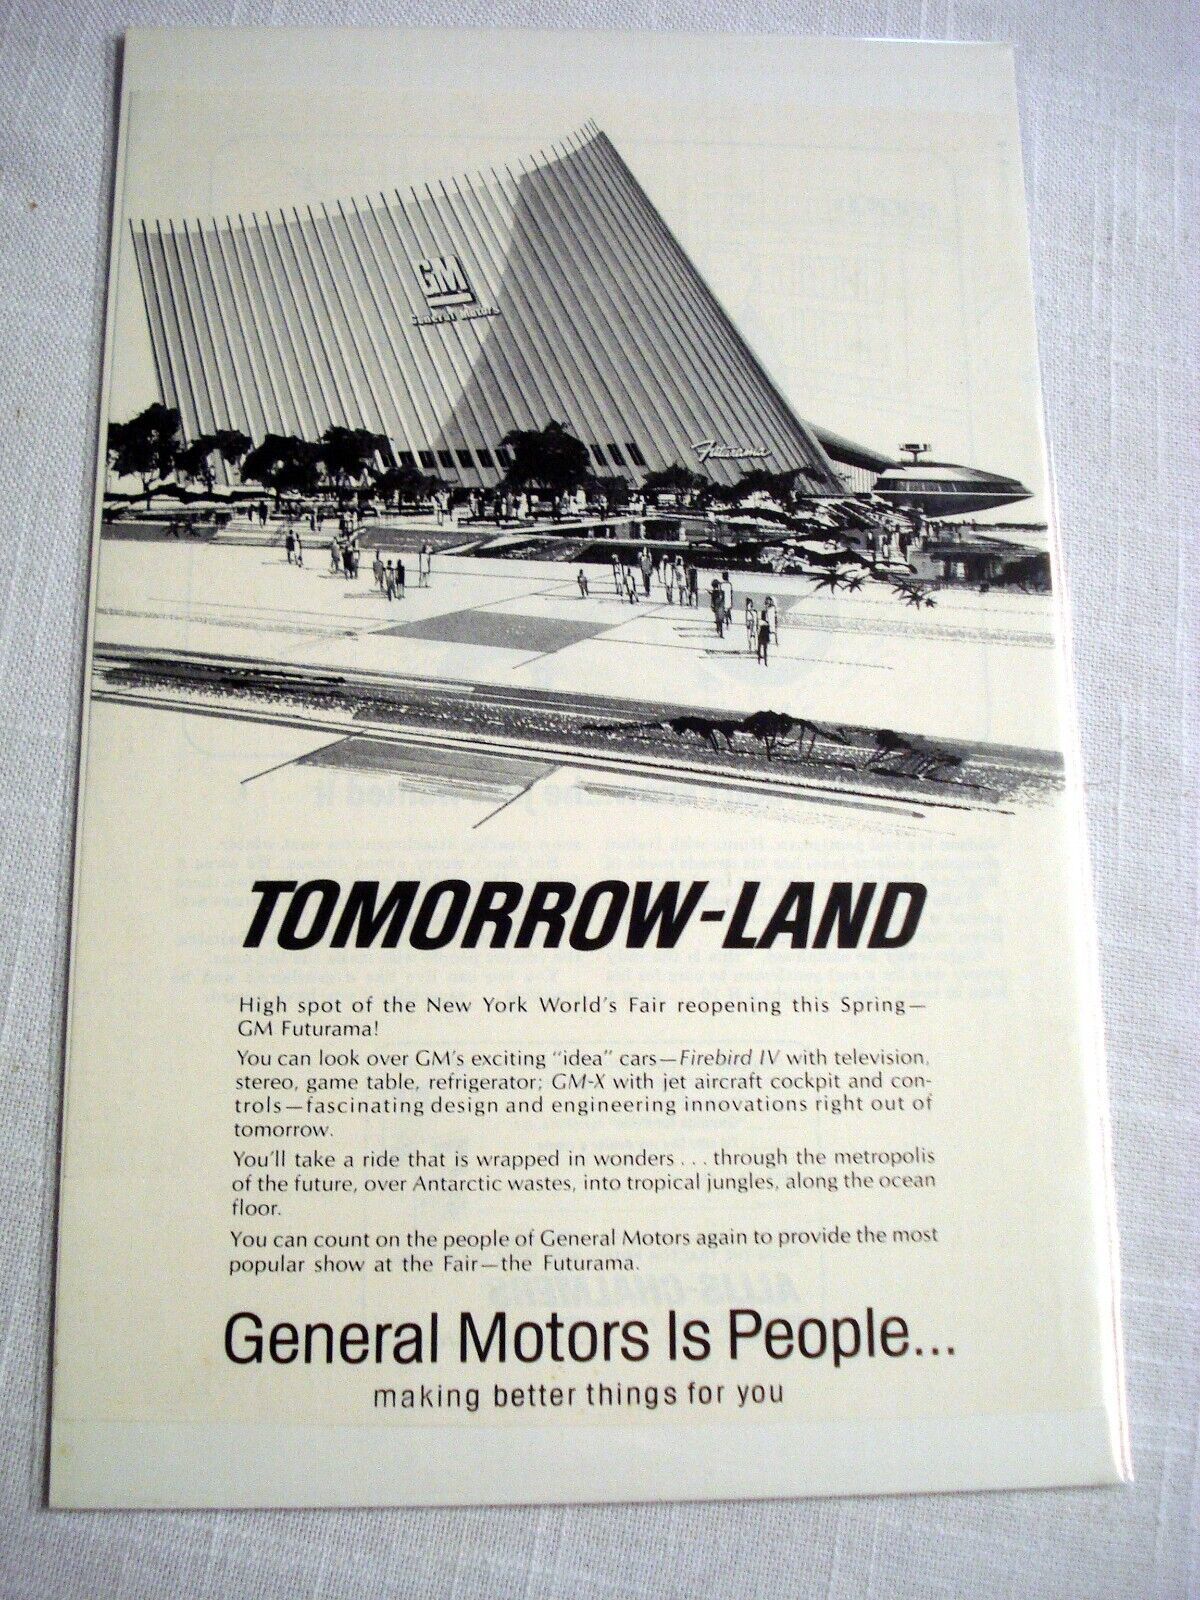 GM
General Motors
Futurama
TOMORROW-LAND
High spot of the New York World's Fair reopening this Spring—
GM Futurama!
You can look over GM's exciting "idea" cars—Firebird IV with television,
stereo, game table, refrigerator; GM-X with jet aircraft cockpit and con-
trols—fascinating design and engineering innovations right out of
tomorrow.
You'll take a ride that is wrapped in wonders . . . through the metropolis
of the future, over Antarctic wastes, into tropical jungles, along the ocean
floor.
You can count on the people of General Motors again to provide the most
popular show at the Fair—the Futurama.
ALLIS-CHALMERS
General Motors Is People...
making better things for you